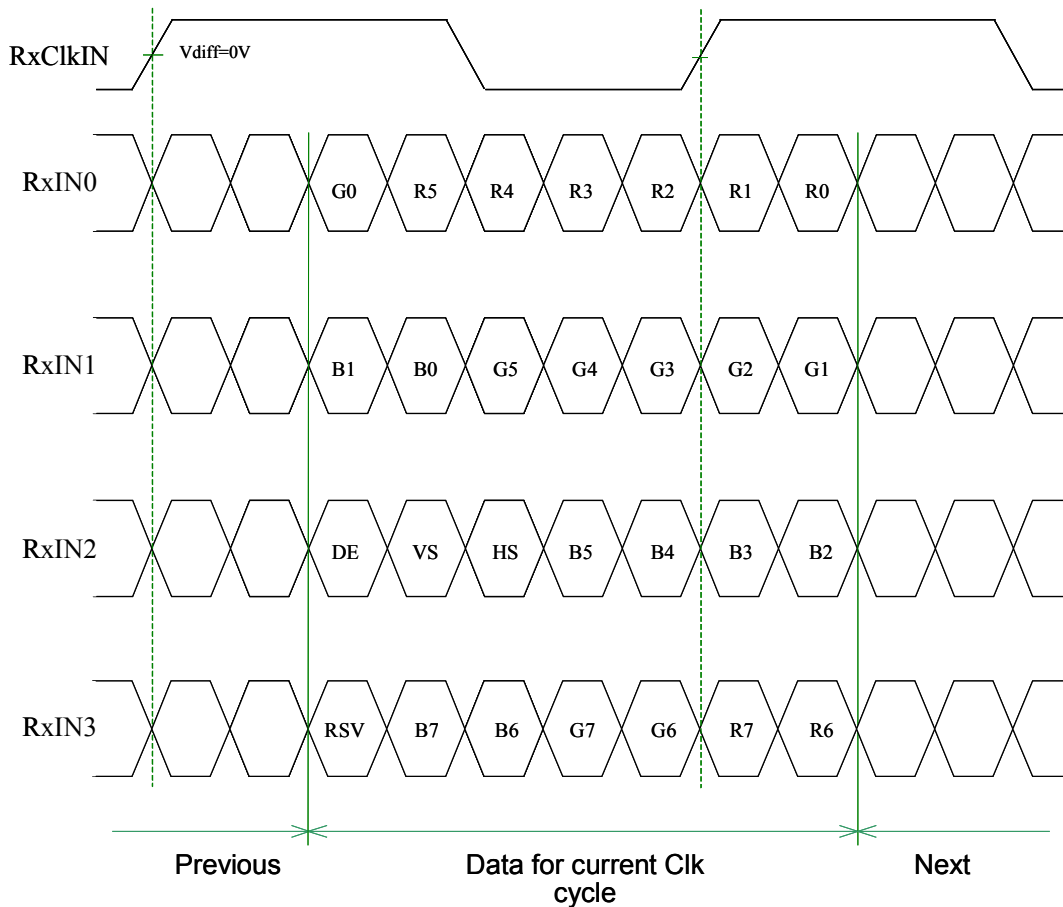 RxClkIN
Vdiff=0V
RxIN0
G0 R5 R4 R3 R2 R1 R0
RxIN1
B1 B0 G5 G4 G3 G2 G1
RxIN2
DE VS HS B5 B4 B3 B2
RxIN3
RSV B7 B6 G7 G6 R7 R6
Previous
Data for current Clk
cycle
Next